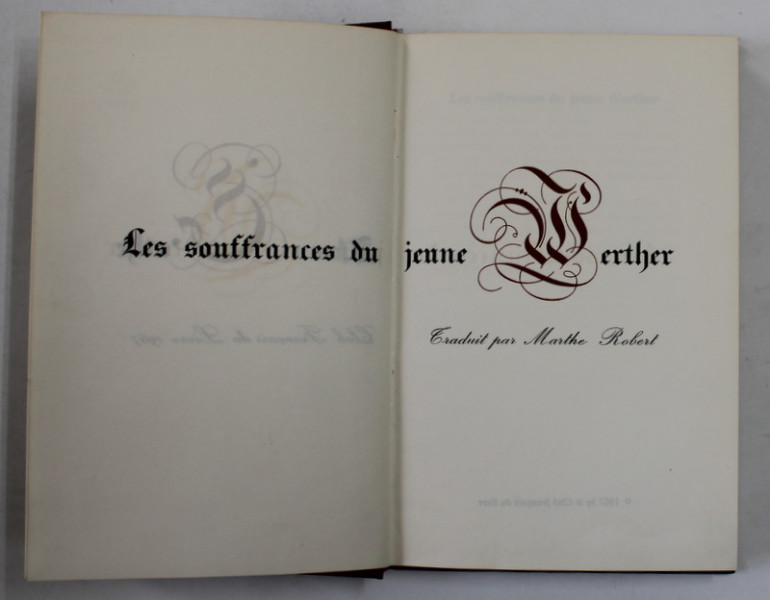 Les souffrances du jeune Werther
Traduit par Marthe Robert